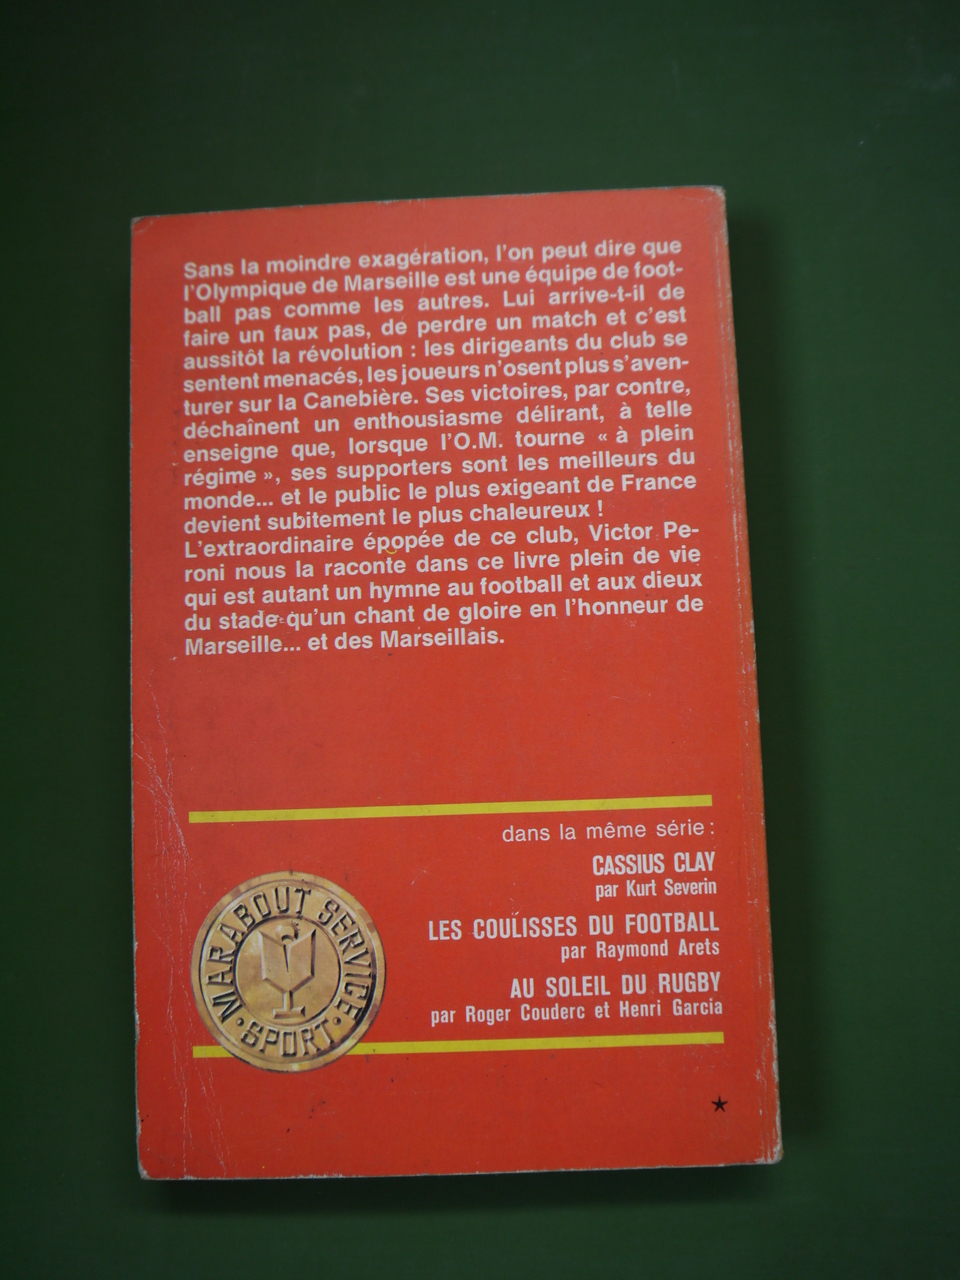 Sans la moindre exagération, l'on peut dire que
l'Olympique de Marseille est une équipe de foot-
ball pas comme les autres. Lui arrive-t-il de
faire un faux pas, de perdre un match et c'est
aussitôt la révolution : les dirigeants du club se
sentent menacés, les joueurs n'osent plus s'aven-
turer sur la Canebière. Ses victoires, par contre,
déchaînent un enthousiasme délirant, à telle
enseigne que, lorsque l'O.M. tourne « à plein
régime », ses supporters sont les meilleurs du
monde... et le public le plus exigeant de France
devient subitement le plus chaleureux !
L'extraordinaire épopée de ce club, Victor Pe-
roni nous la raconte dans ce livre plein de vie
qui est autant un hymne au football et aux dieux
du stade qu'un chant de gloire en l'honneur de
Marseille... et des Marseillais.
dans la même série :
CASSIUS CLAY
par Kurt Severin
LES COULISSES DU FOOTBALL
par Raymond Arets
AU SOLEIL DU RUGBY
par Roger Couderc et Henri Garcia
MARABOUT SERVICE
• SPORT •
★